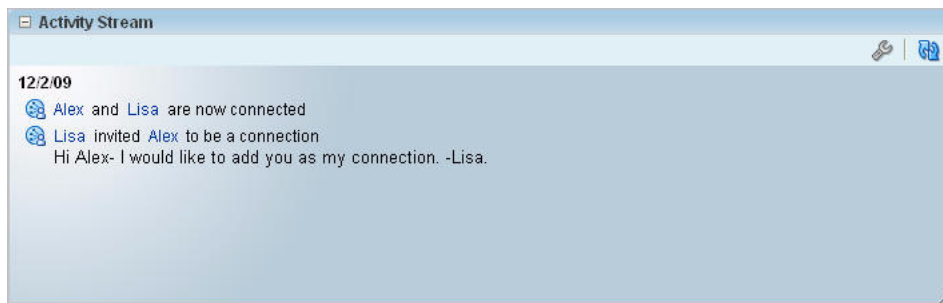 Activity Stream
12/2/09
Alex and Lisa are now connected
Lisa invited Alex to be a connection
Hi Alex- I would like to add you as my connection. -Lisa.